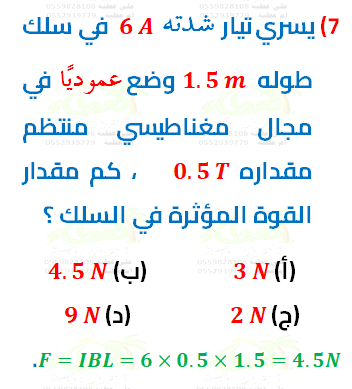 7) يسري تيار شدته 6 A في سلك
طوله 1.5 m وضع عموديًا في
مجال مغناطيسي منتظم
مقداره 0.5 T ، كم مقدار
القوة المؤثرة في السلك ؟
(أ) 3 N (ب) 4.5 N
(ج) 2 N (د) 9 N
F = IBL = 6 × 0.5 × 1.5 = 4.5N.